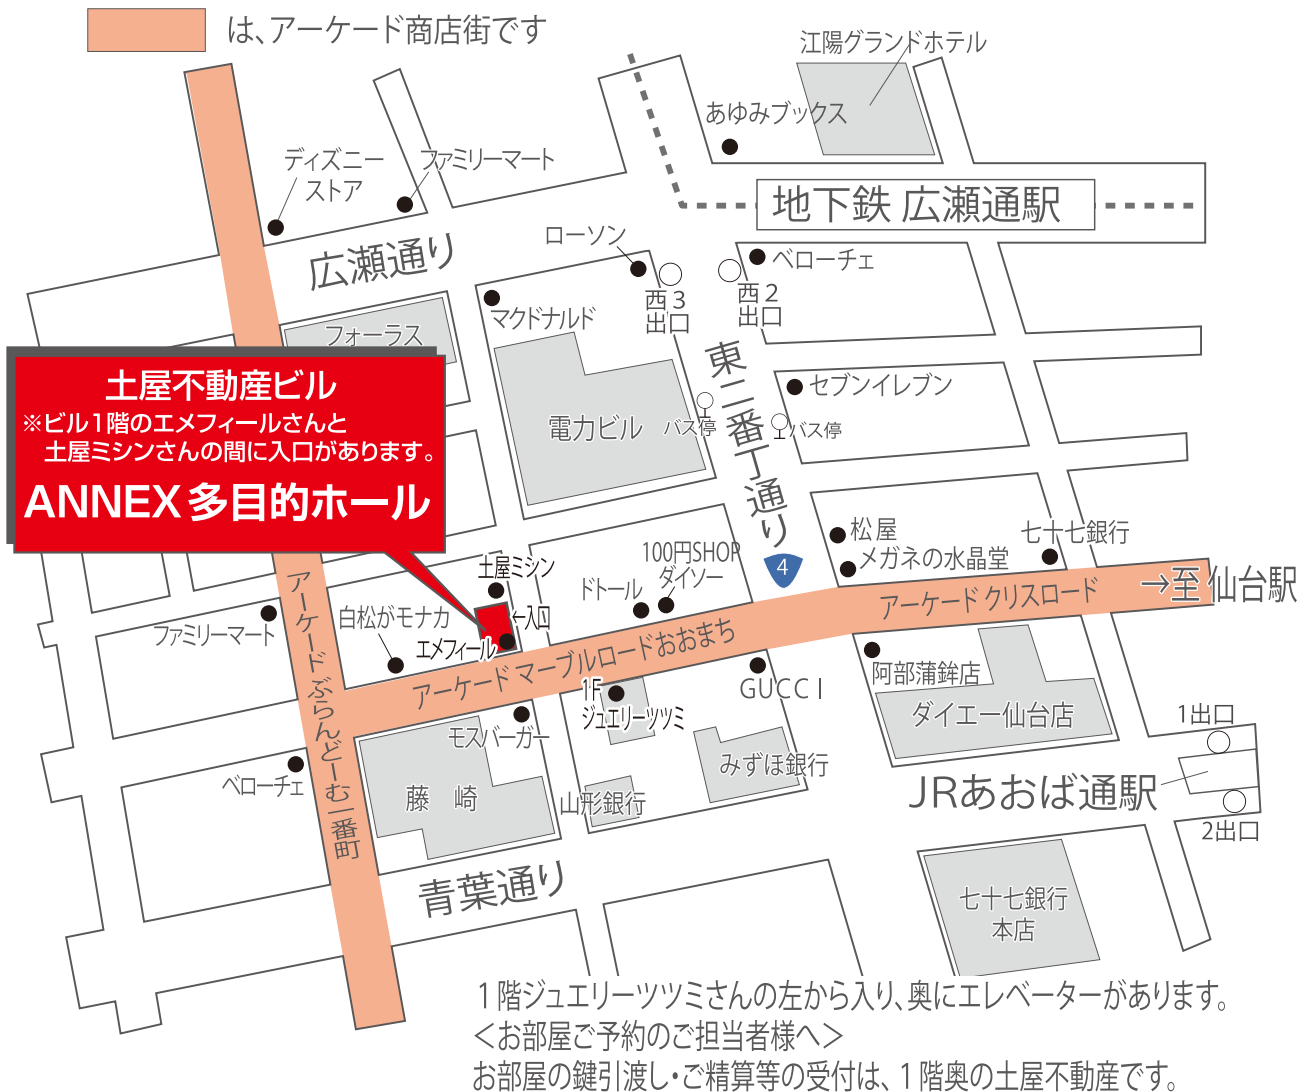 は、アーケード商店街です
江陽グランドホテル
あゆみブックス
ディズニー
ストア
ファミリーマート
地下鉄 広瀬通駅
広瀬通り
ローソン
ベローチェ
西3
出口
西2
出口
マクドナルド
フォーラス
東二番丁通り
セブンイレブン
バス停
バス停
電力ビル
土屋不動産ビル
※ビル1階のエメフィールさんと
土屋ミシンさんの間に入口があります。
ANNEX多目的ホール
松屋
メガネの水晶堂
七十七銀行
100円SHOP
ダイソー
ドトール
4
土屋ミシン
←入口
エメフィール
白松がモナカ
ファミリーマート
アーケード クリスロード
→至 仙台駅
アーケード マーブルロードおおまち
アーケード ぶらんどーむ一番町
阿部蒲鉾店
ダイエー仙台店
GUCCI
1F
ジュエリーツツミ
モスバーガー
みずほ銀行
山形銀行
藤崎
ベローチェ
1出口
JRあおば通駅
2出口
青葉通り
七十七銀行
本店
1階ジュエリーツツミさんの左から入り、奥にエレベーターがあります。
＜お部屋ご予約のご担当者様へ＞
お部屋の鍵引渡し・ご精算等の受付は、1階奥の土屋不動産です。